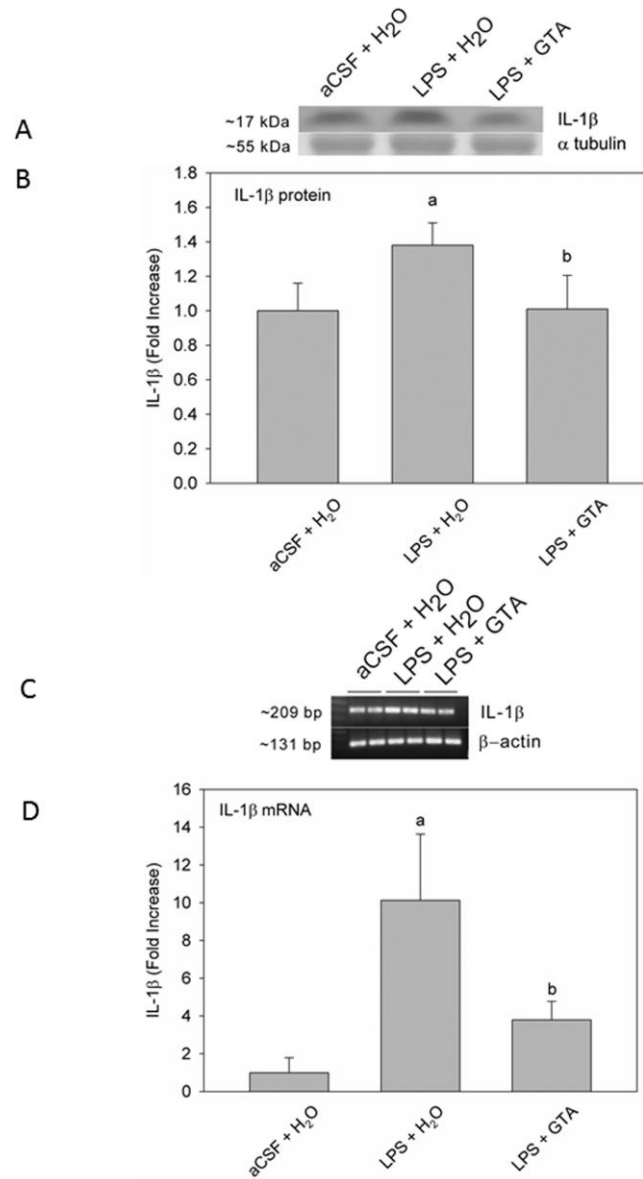 aCSF + H₂O
LPS + H₂O
LPS + GTA
A
~17 kDa
IL-1β
~55 kDa
α tubulin
B
IL-1β protein
1.8
1.6
1.4
1.2
1.0
0.8
0.6
0.4
0.2
0.0
IL-1β (Fold Increase)
a
b
aCSF + H₂O
LPS + H₂O
LPS + GTA
aCSF + H₂O
LPS + H₂O
LPS + GTA
C
~209 bp
IL-1β
~131 bp
β–actin
D
IL-1β mRNA
16
14
12
10
8
6
4
2
0
IL-1β (Fold Increase)
a
b
aCSF + H₂O
LPS + H₂O
LPS + GTA